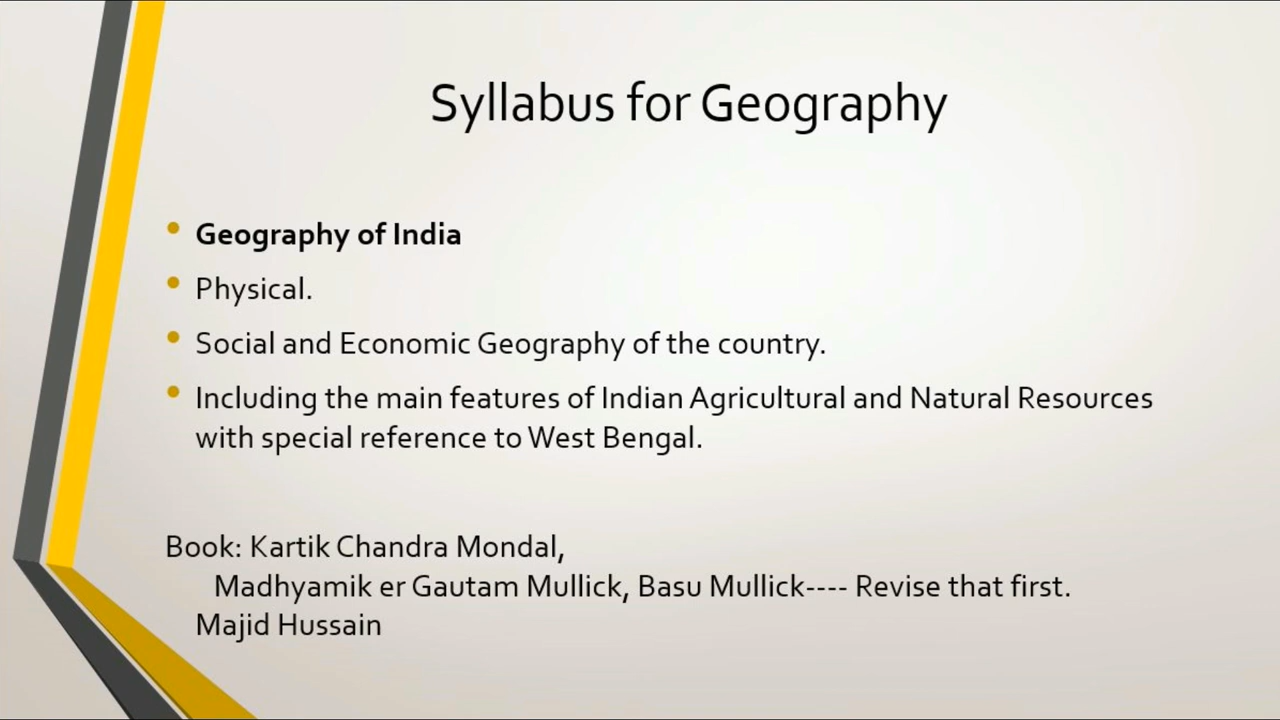 Syllabus for Geography
Geography of India
Physical.
Social and Economic Geography of the country.
Including the main features of Indian Agricultural and Natural Resources
with special reference to West Bengal.
Book: Kartik Chandra Mondal,
Madhyamik er Gautam Mullick, Basu Mullick---- Revise that first.
Majid Hussain